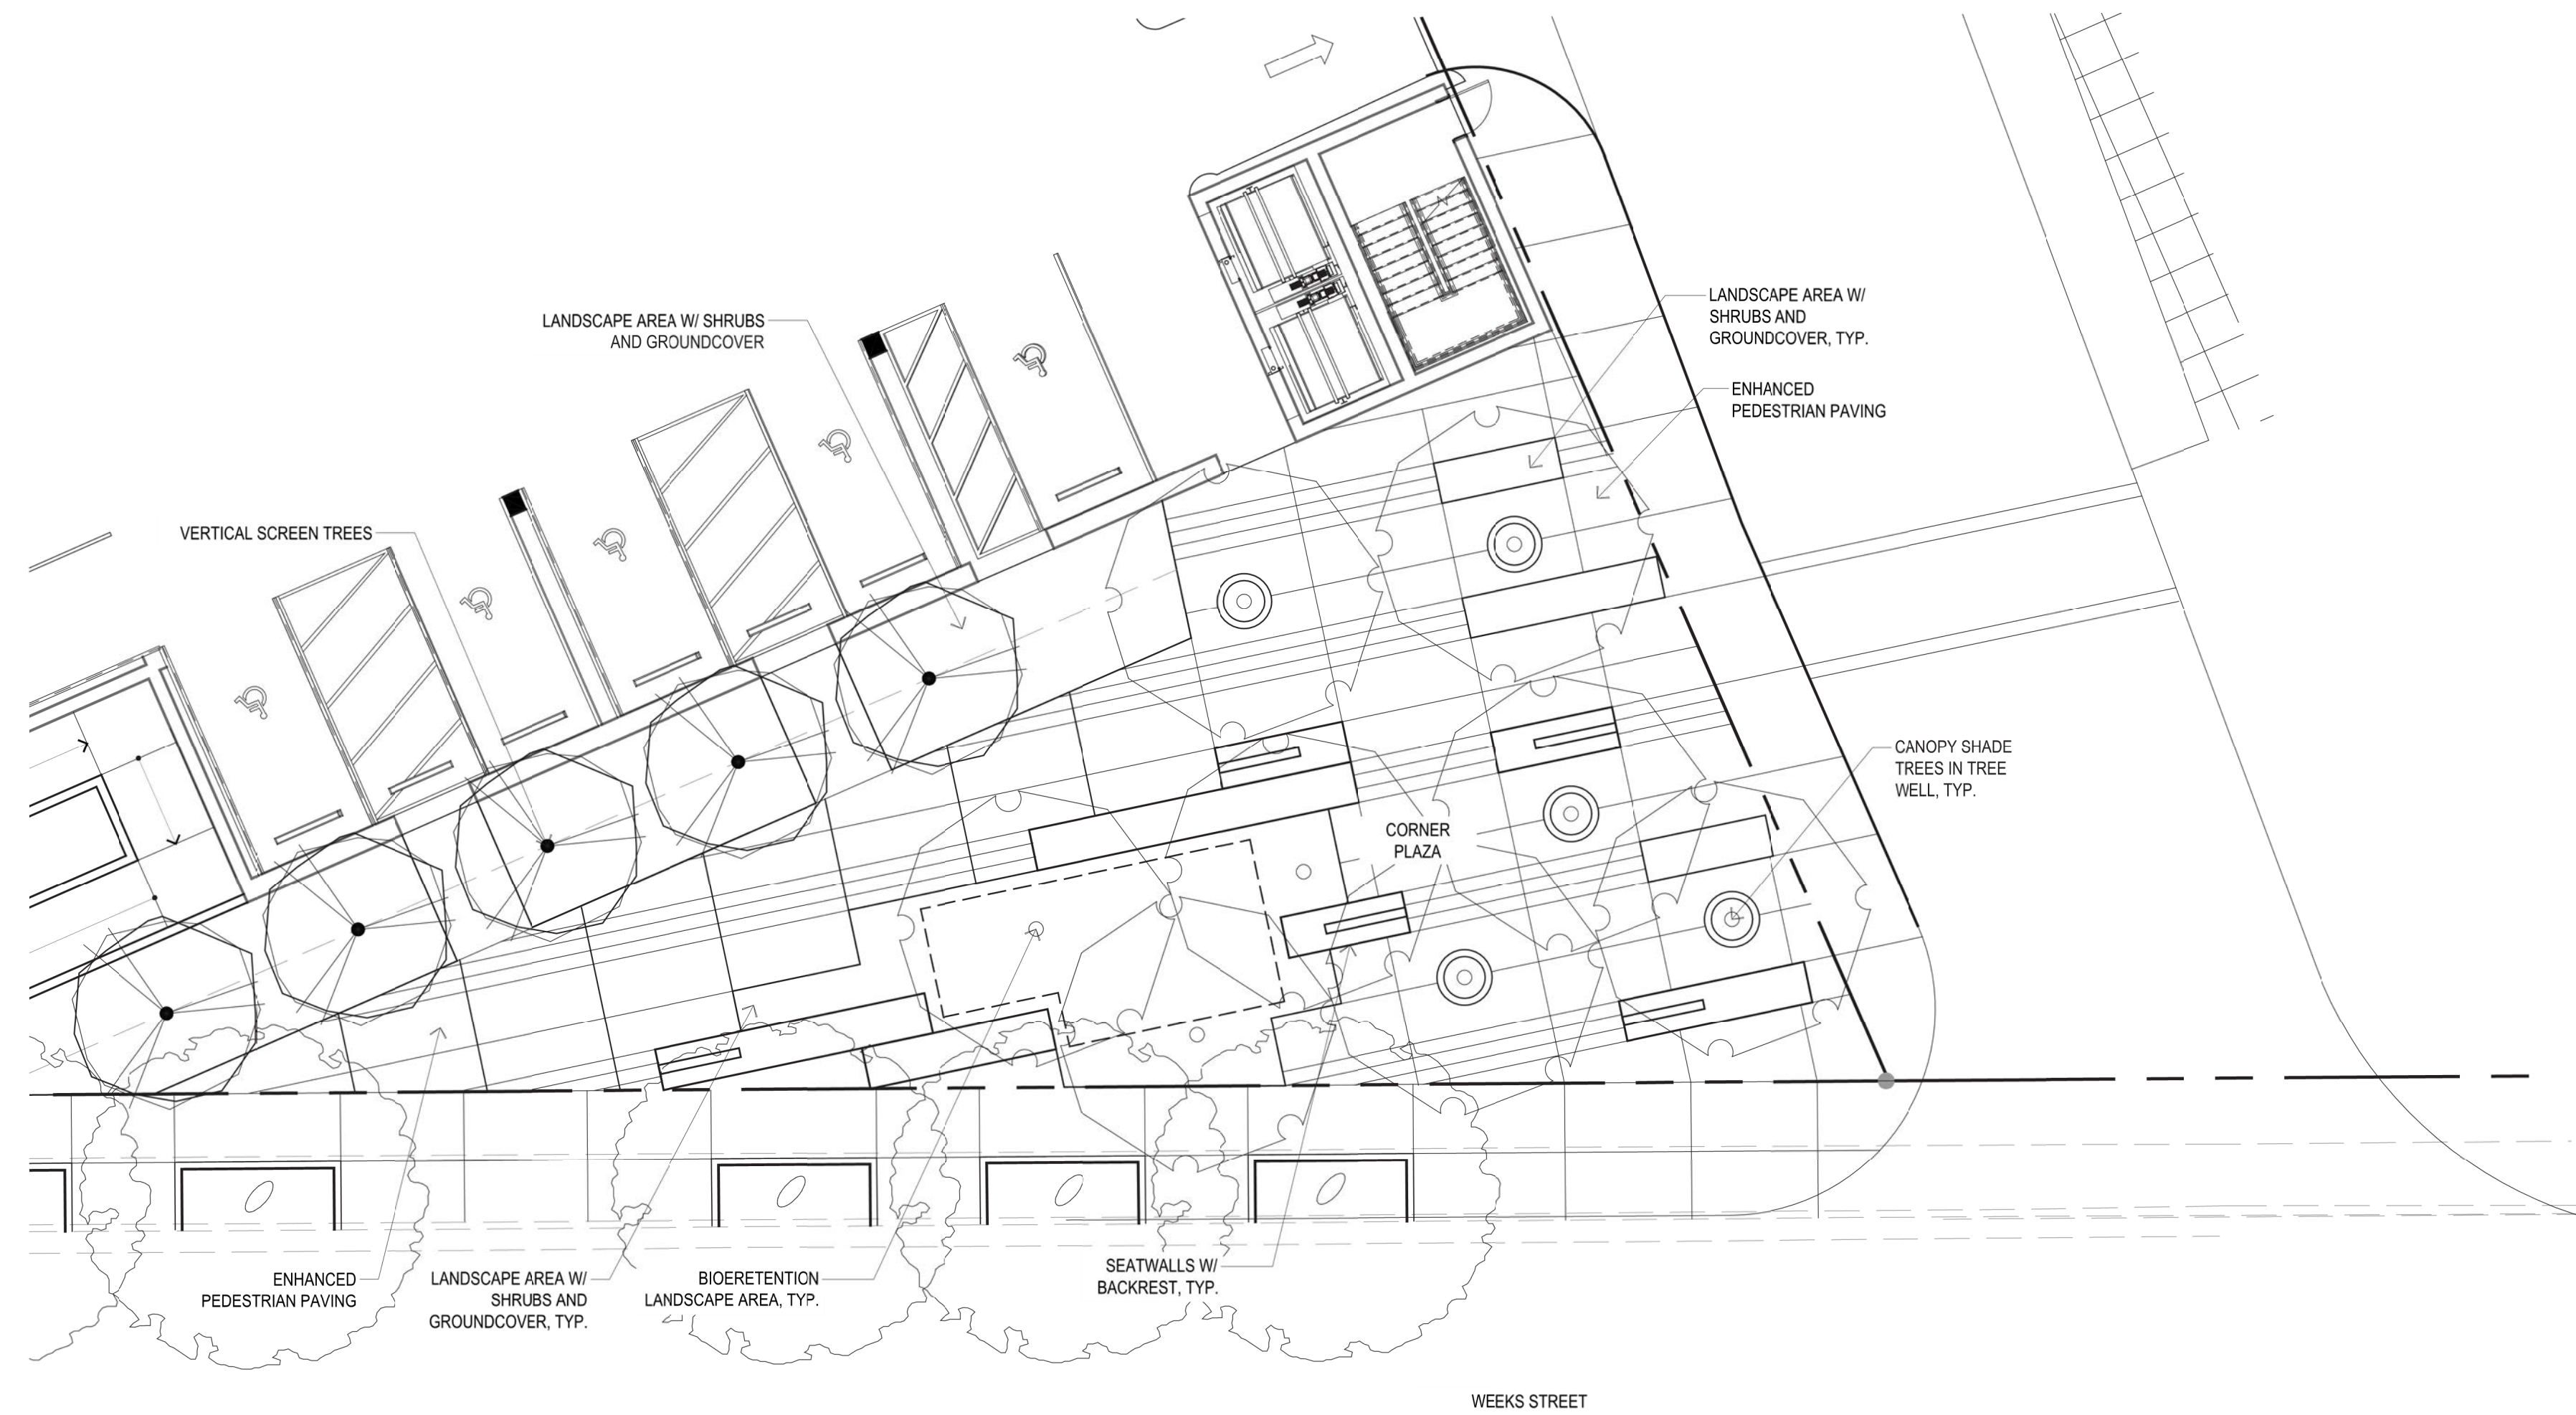 LANDSCAPE AREA W/
SHRUBS AND
GROUNDCOVER, TYP.
LANDSCAPE AREA W/ SHRUBS
AND GROUNDCOVER
ENHANCED
PEDESTRIAN PAVING
VERTICAL SCREEN TREES
CANOPY SHADE
TREES IN TREE
WELL, TYP.
CORNER
PLAZA
ENHANCED
PEDESTRIAN PAVING
LANDSCAPE AREA W/
SHRUBS AND
GROUNDCOVER, TYP.
BIOERETENTION
LANDSCAPE AREA, TYP.
SEATWALLS W/
BACKREST, TYP.
WEEKS STREET